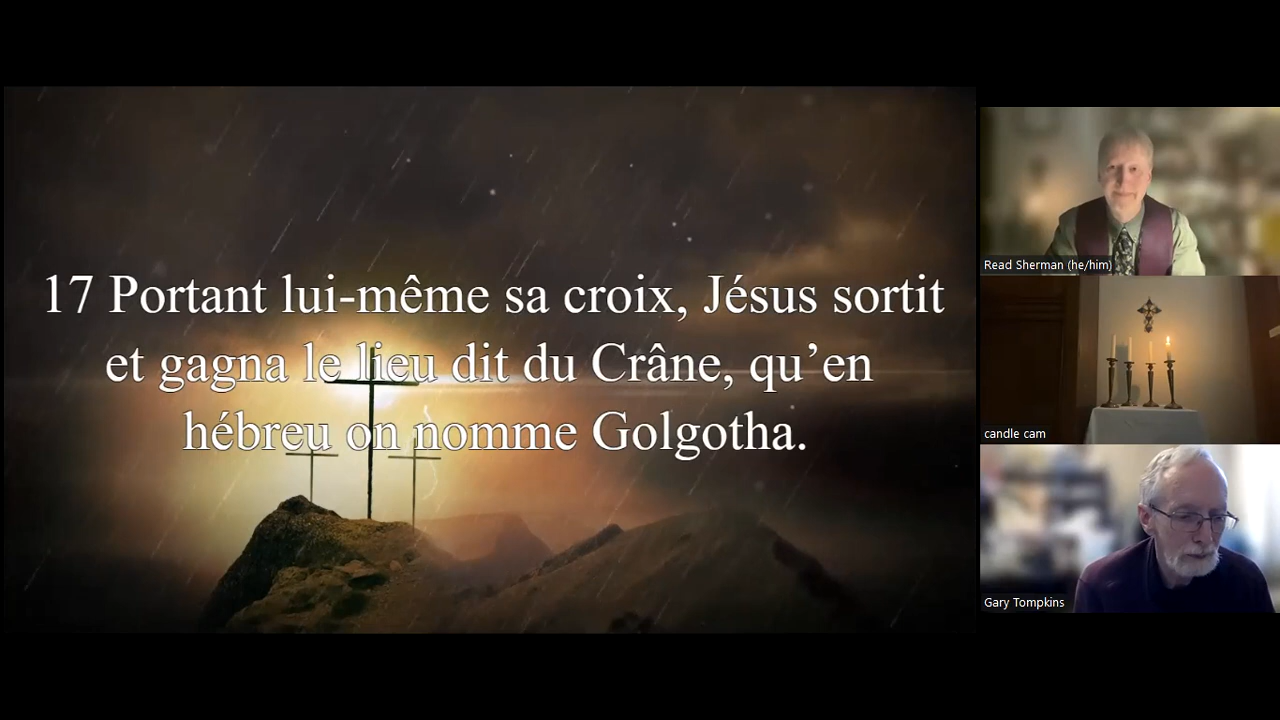 17 Portant lui-même sa croix, Jésus sortit
et gagna le lieu dit du Crâne, qu’en
hébreu on nomme Golgotha.
Read Sherman (he/him)
candle cam
Gary Tompkins